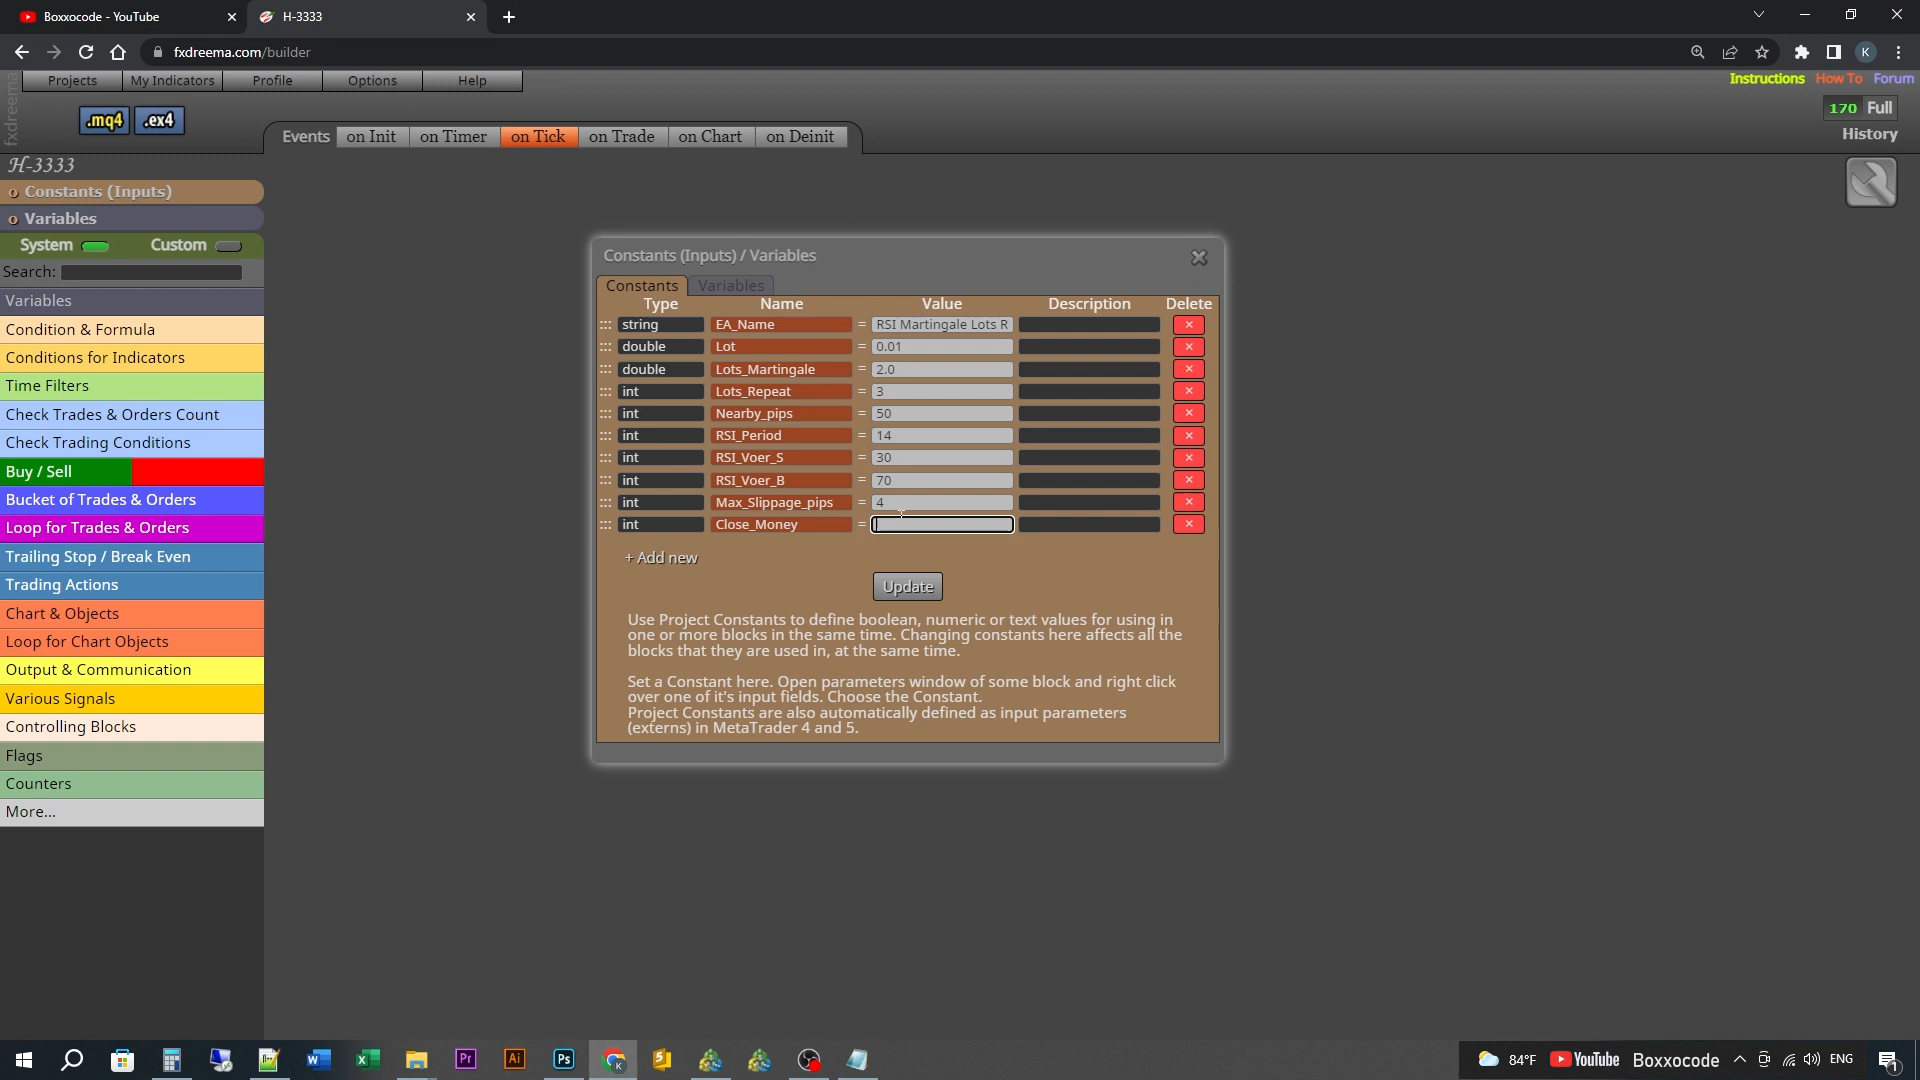 Boxxocode - YouTube
H-3333
fxdreema.com/builder
K
Projects
My Indicators
Profile
Options
Help
Instructions
How To
Forum
fxdreema
.mq4
.ex4
170 Full
History
Events
on Init
on Timer
on Tick
on Trade
on Chart
on Deinit
H-3333
Constants (Inputs)
Variables
System
Custom
Search:
Variables
Condition & Formula
Conditions for Indicators
Time Filters
Check Trades & Orders Count
Check Trading Conditions
Buy / Sell
Bucket of Trades & Orders
Loop for Trades & Orders
Trailing Stop / Break Even
Trading Actions
Chart & Objects
Loop for Chart Objects
Output & Communication
Various Signals
Controlling Blocks
Flags
Counters
More...
Constants (Inputs) / Variables
Constants
Variables
Type Name Value Description Delete
::: string EA_Name = RSI Martingale Lots R
::: double Lot = 0.01
::: double Lots_Martingale = 2.0
::: int Lots_Repeat = 3
::: int Nearby_pips = 50
::: int RSI_Period = 14
::: int RSI_Voer_S = 30
::: int RSI_Voer_B = 70
::: int Max_Slippage_pips = 4
::: int Close_Money =
+ Add new
Update
Use Project Constants to define boolean, numeric or text values for using in
one or more blocks in the same time. Changing constants here affects all the
blocks that they are used in, at the same time.
Set a Constant here. Open parameters window of some block and right click
over one of it's input fields. Choose the Constant.
Project Constants are also automatically defined as input parameters
(externs) in MetaTrader 4 and 5.
Pr
Ai
Ps
K
5
84°F
YouTube
Boxxocode
ENG
1